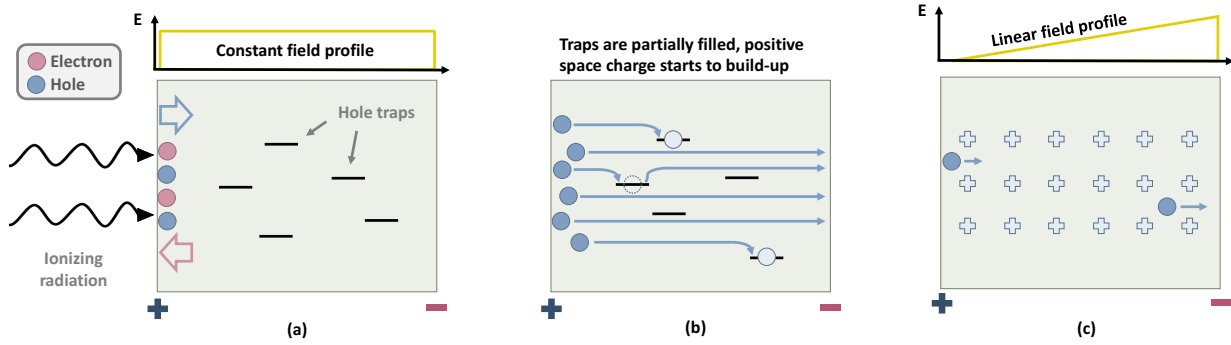 E
Constant field profile
Electron
Hole
Hole traps
Ionizing
radiation
(a)
Traps are partially filled, positive
space charge starts to build-up
(b)
E
Linear field profile
(c)